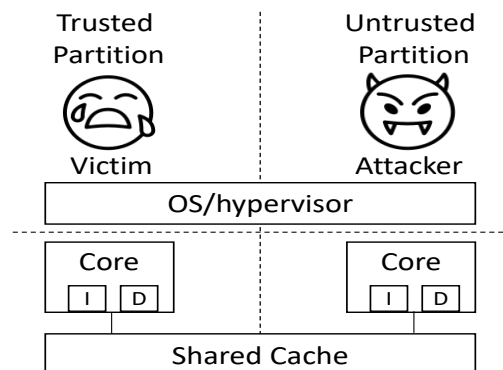 Trusted
Partition
Untrusted
Partition
Victim
Attacker
OS/hypervisor
Core
I D
Core
I D
Shared Cache